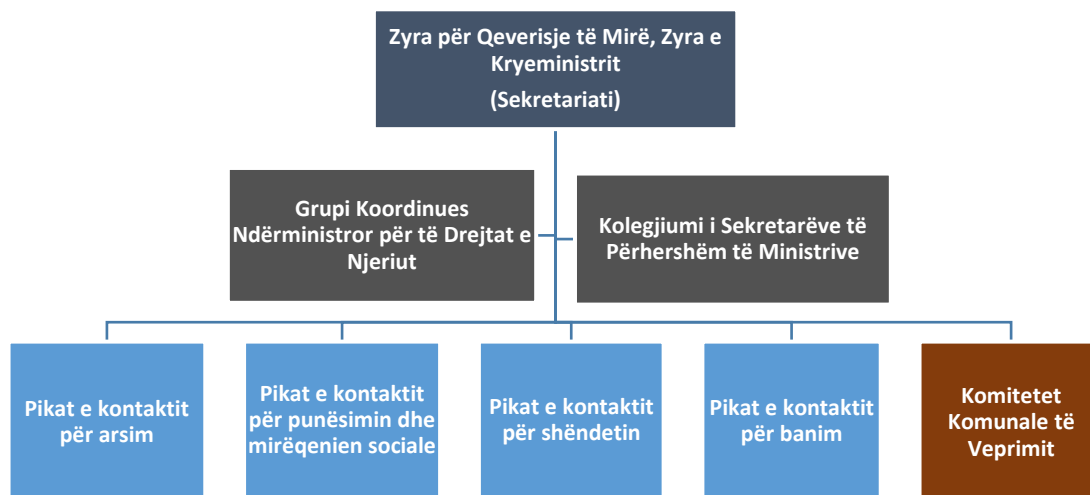 Zyra për Qeverisje të Mirë, Zyra e
Kryeministrit
(Sekretariati)
Grupi Koordinues
Ndërministror për të Drejtat e
Njeriut
Kolegjiumi i Sekretarëve të
Përhershëm të Ministrive
Pikat e kontaktit
për arsim
Pikat e kontaktit
për punësimin dhe
mirëqenien sociale
Pikat e kontaktit
për shëndetin
Pikat e kontaktit
për banim
Komitetet
Komunale të
Veprimit